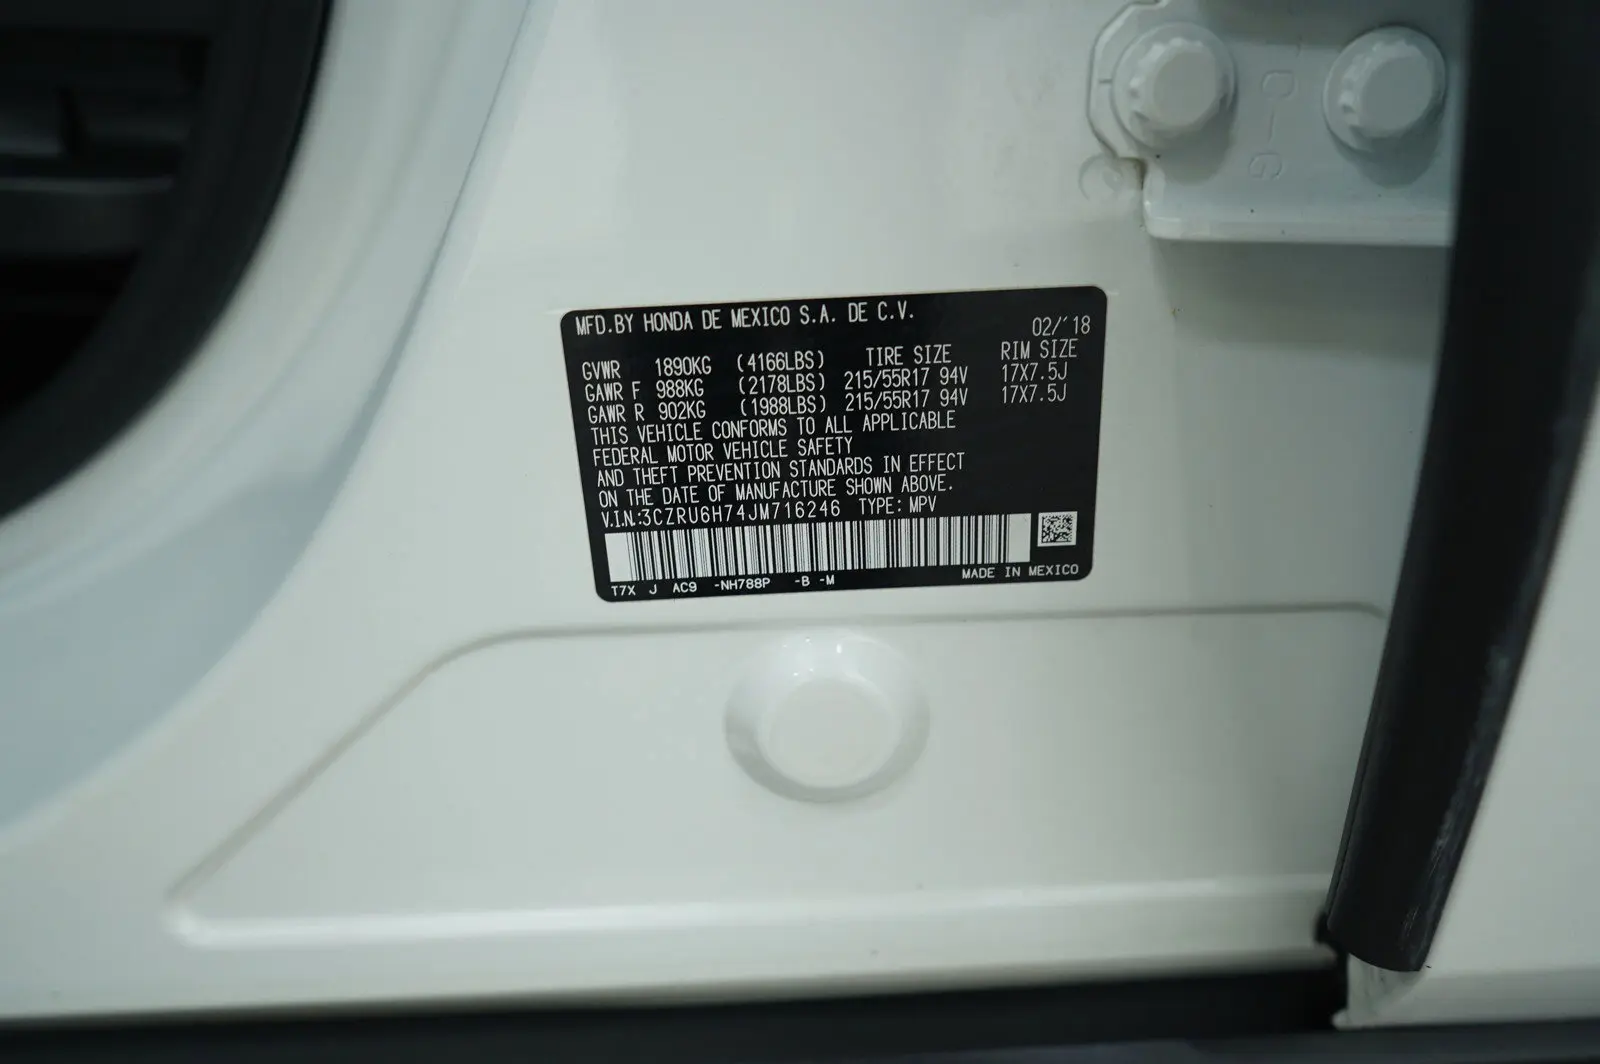 MFD.BY HONDA DE MEXICO S.A. DE C.V.
02/'18
TIRE SIZE RIM SIZE
GVWR 1890KG (4166LBS)
GAWR F 988KG (2178LBS) 215/55R17 94V 17X7.5J
GAWR R 902KG (1988LBS) 215/55R17 94V 17X7.5J
THIS VEHICLE CONFORMS TO ALL APPLICABLE
FEDERAL MOTOR VEHICLE SAFETY
AND THEFT PREVENTION STANDARDS IN EFFECT
ON THE DATE OF MANUFACTURE SHOWN ABOVE.
V.I.N.:3CZRU6H74JM716246 TYPE: MPV
T7X J AC9 -NH788P -B -M MADE IN MEXICO